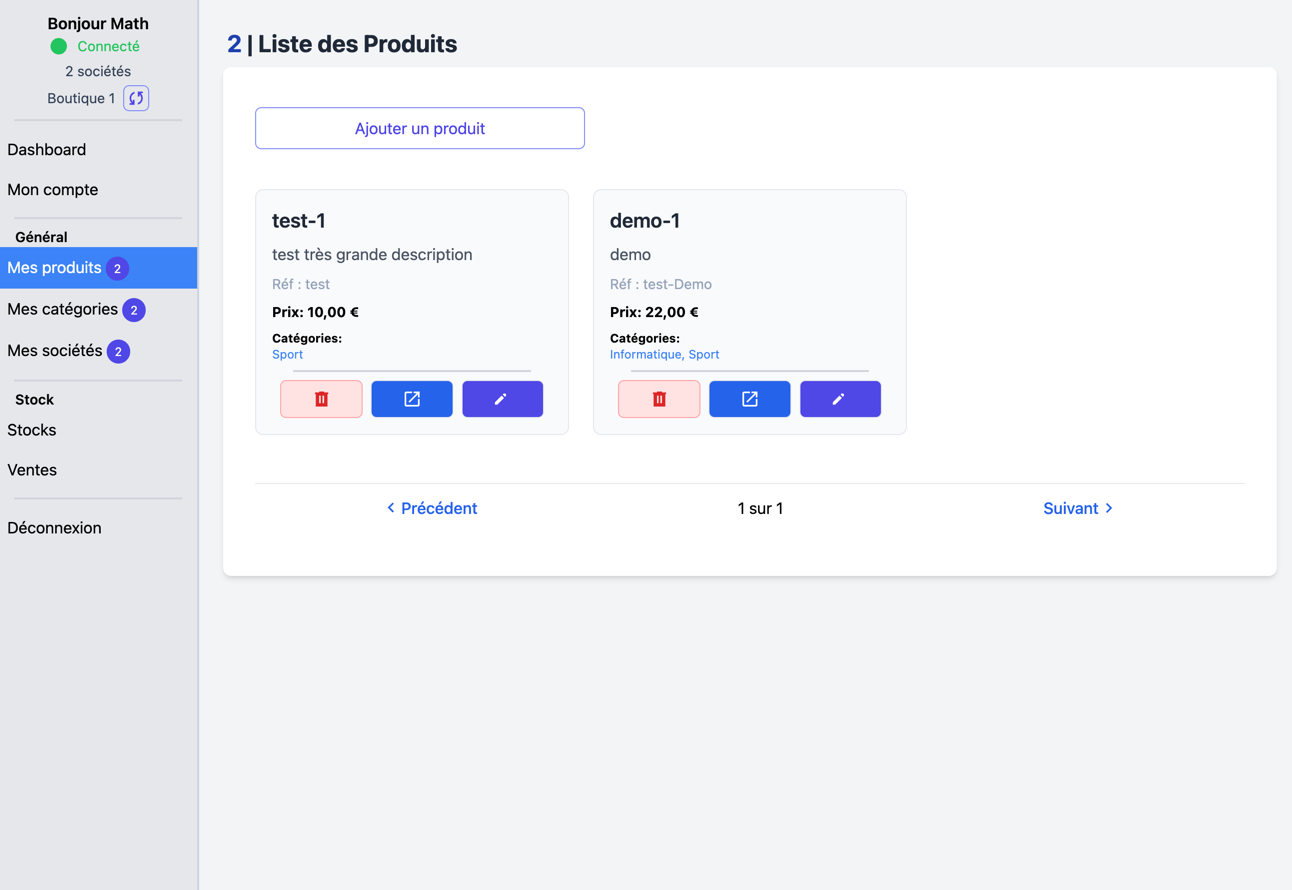 Bonjour Math
Connecté
2 sociétés
Boutique 1
Dashboard
Mon compte
Général
Mes produits 2
Mes catégories 2
Mes sociétés 2
Stock
Stocks
Ventes
Déconnexion
2 | Liste des Produits
Ajouter un produit
test-1
test très grande description
Réf : test
Prix: 10,00 €
Catégories:
Sport
demo-1
demo
Réf : test-Demo
Prix: 22,00 €
Catégories:
Informatique, Sport
Précédent
1 sur 1
Suivant